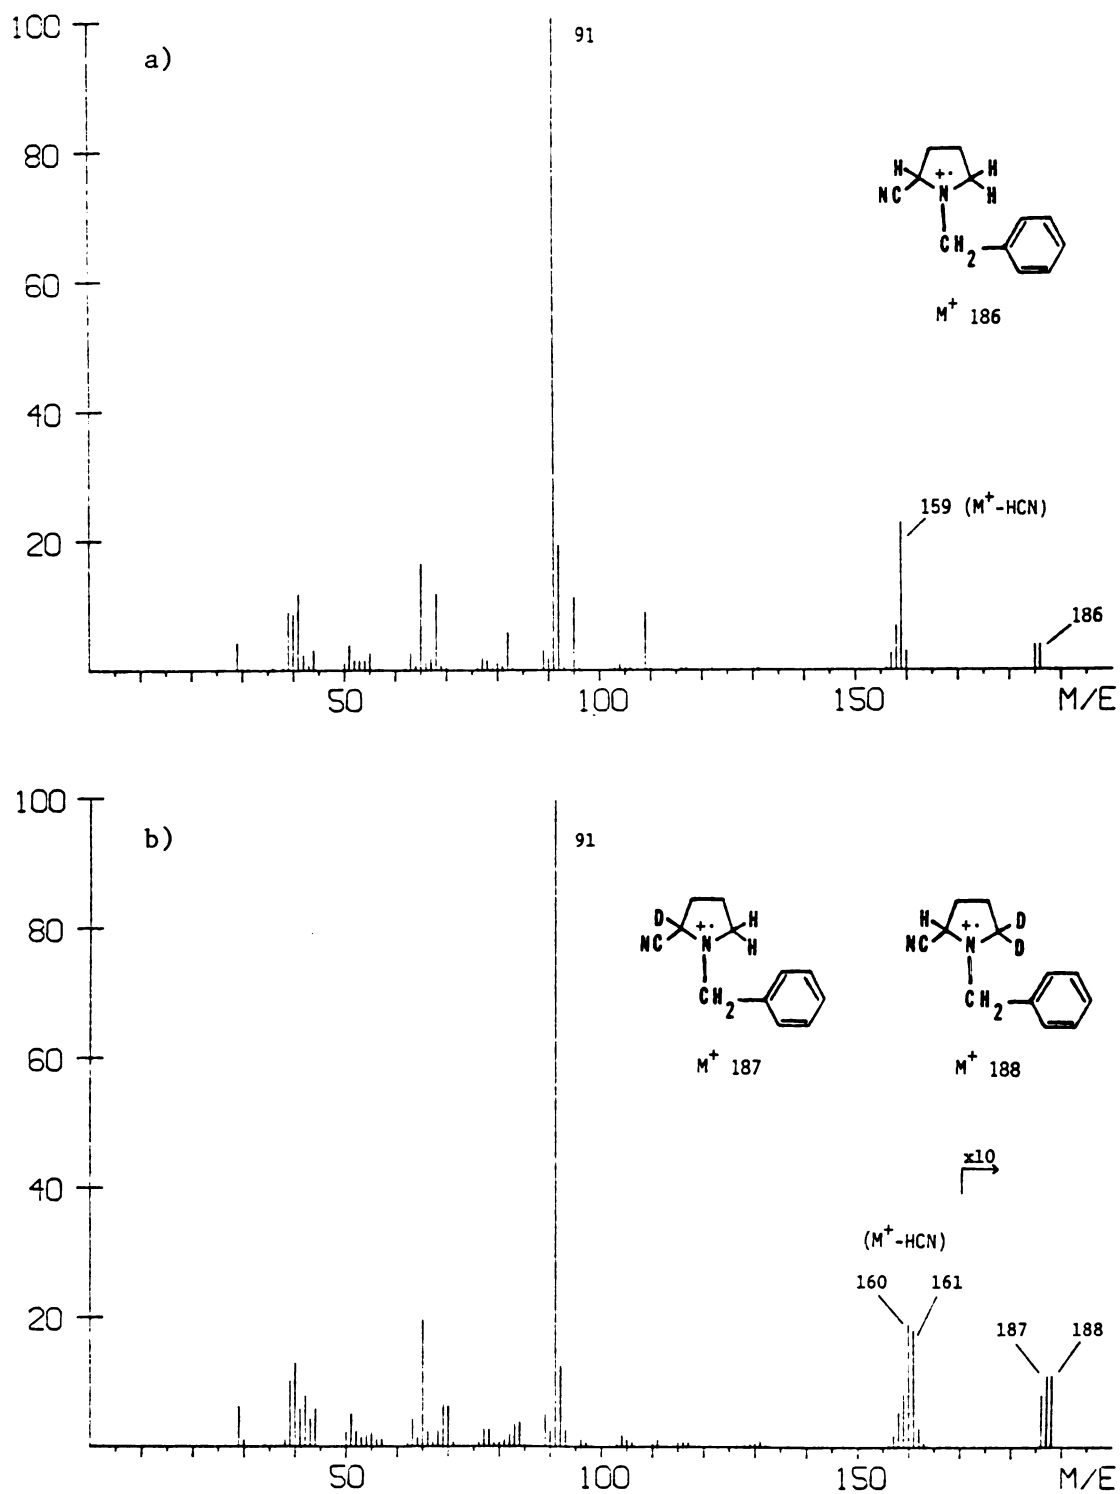 100
a)
91
80
H
H
+·
NC
N
H
CH2
60
M+ 186
40
159 (M+-HCN)
20
186
50
100
150
M/E
100
b)
91
80
D
H
+·
NC
N
H
CH2
H
D
+·
NC
N
D
CH2
60
M+ 187
M+ 188
x10
40
(M+-HCN)
160
161
20
187
188
50
100
150
M/E